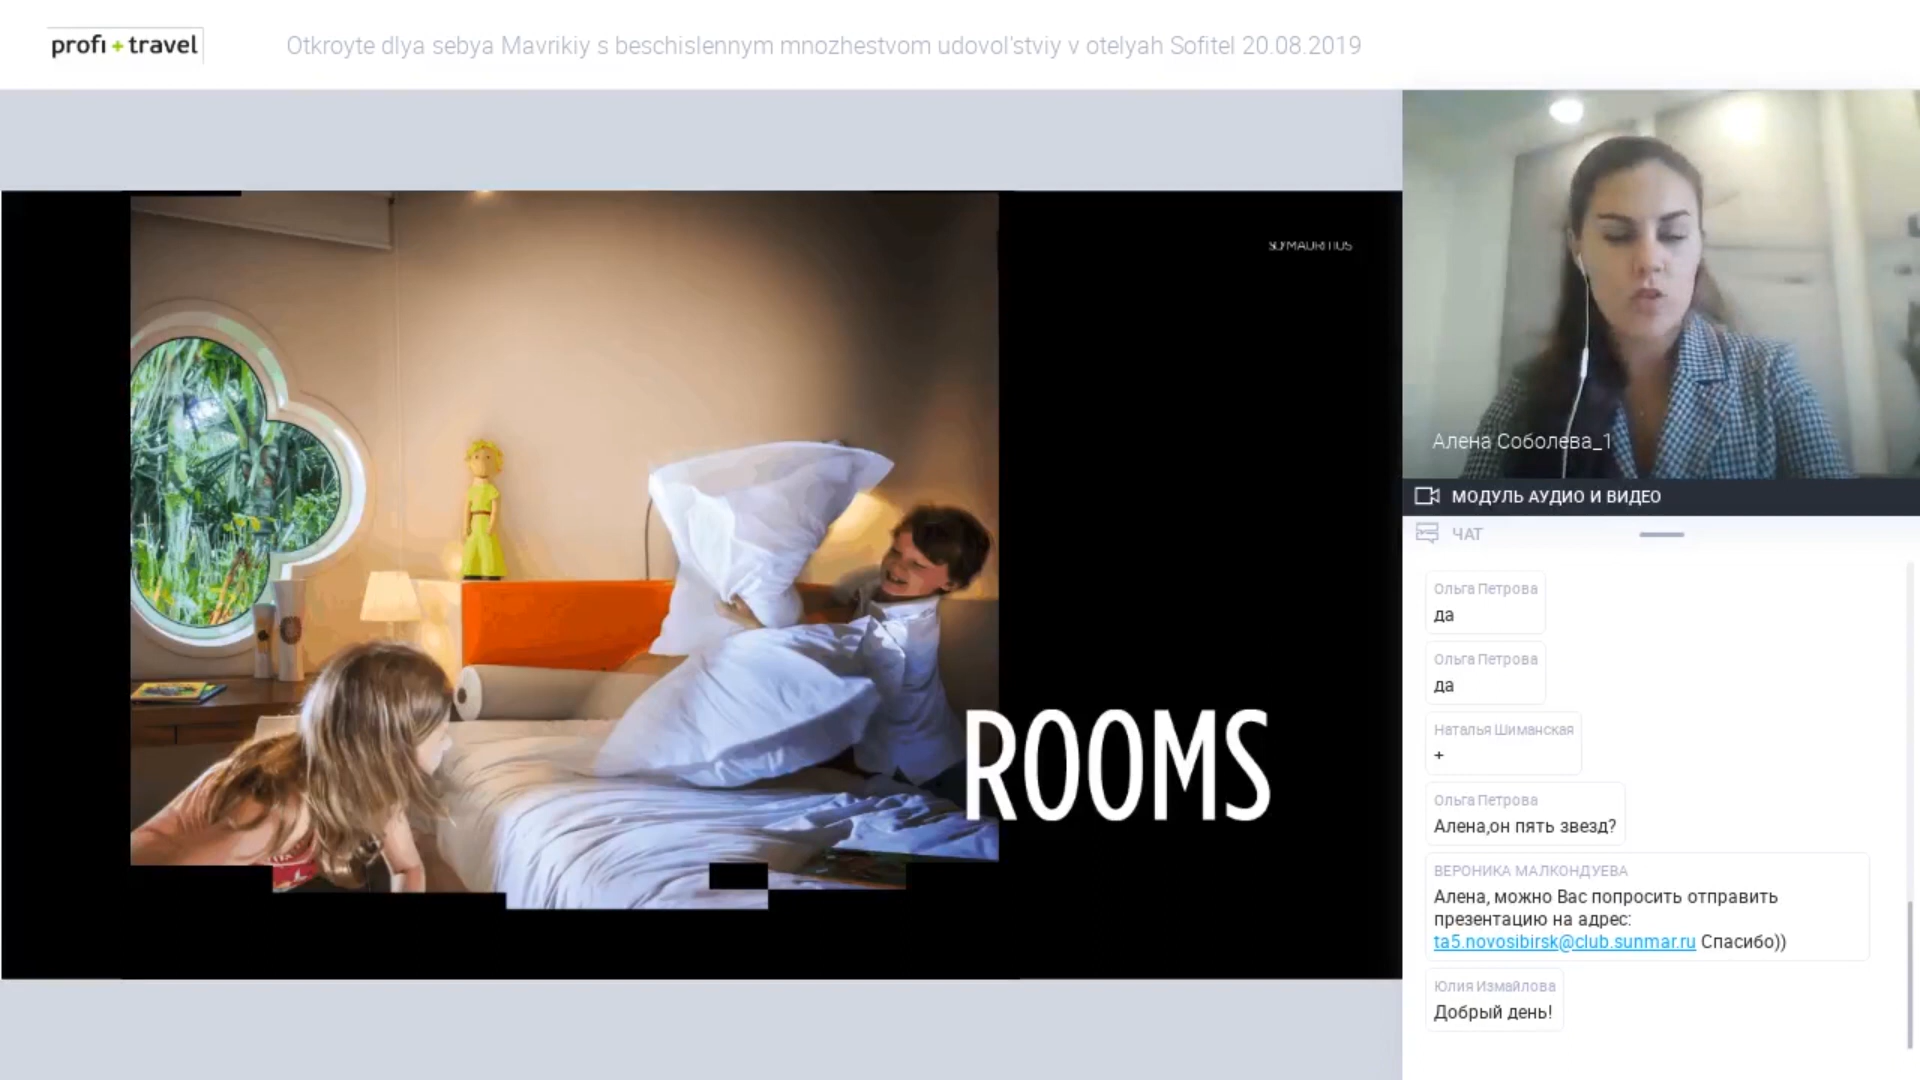 profi + travel
Otkroyte dlya sebya Mavrikiy s beschislennym mnozhestvom udovol'stviy v otelyah Sofitel 20.08.2019
SO/MAURITIUS
ROOMS
Алена Соболева_1
МОДУЛЬ АУДИО И ВИДЕО
ЧАТ
Ольга Петрова
да
Ольга Петрова
да
Наталья Шиманская
+
Ольга Петрова
Алена,он пять звезд?
ВЕРОНИКА МАЛКОНДУЕВА
Алена, можно Вас попросить отправить
презентацию на адрес:
ta5.novosibirsk@club.sunmar.ru Спасибо))
Юлия Измайлова
Добрый день!